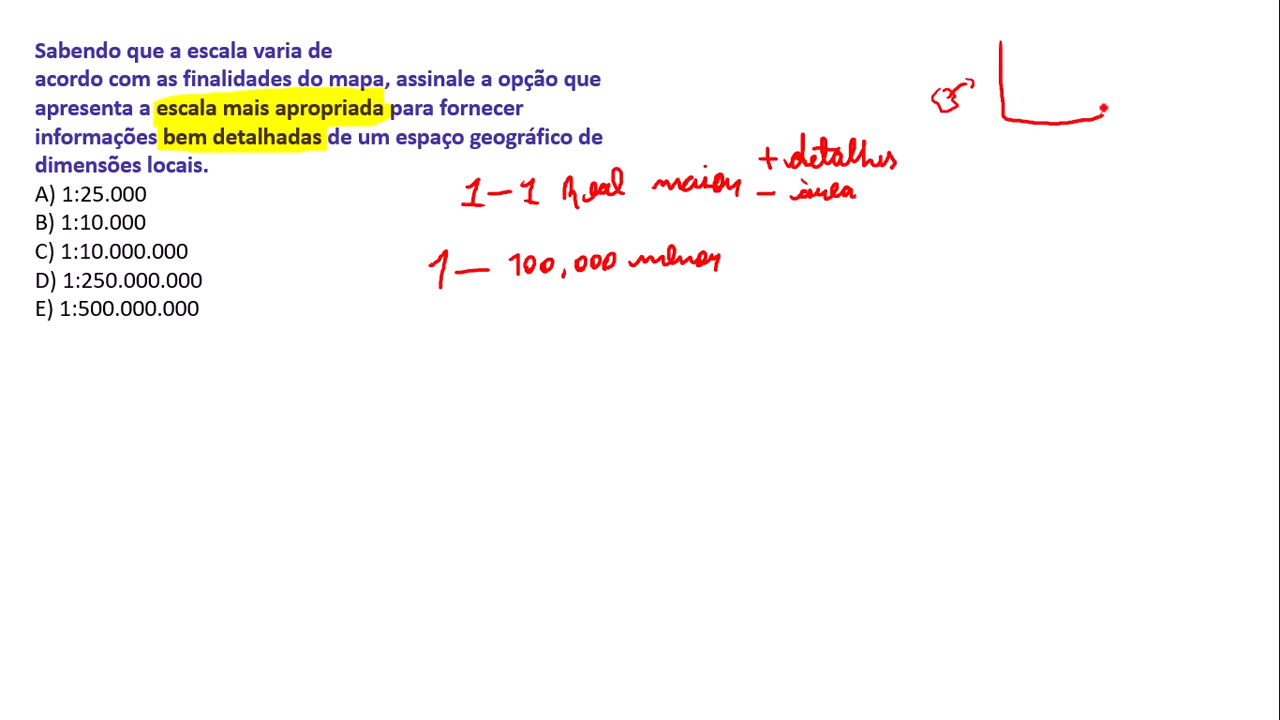 Sabendo que a escala varia de
acordo com as finalidades do mapa, assinale a opção que
apresenta a escala mais apropriada para fornecer
informações bem detalhadas de um espaço geográfico de
dimensões locais.
A) 1:25.000
B) 1:10.000
C) 1:10.000.000
D) 1:250.000.000
E) 1:500.000.000
+ detalhes
1 – 1 Real maior – área
1 – 100,000 menor